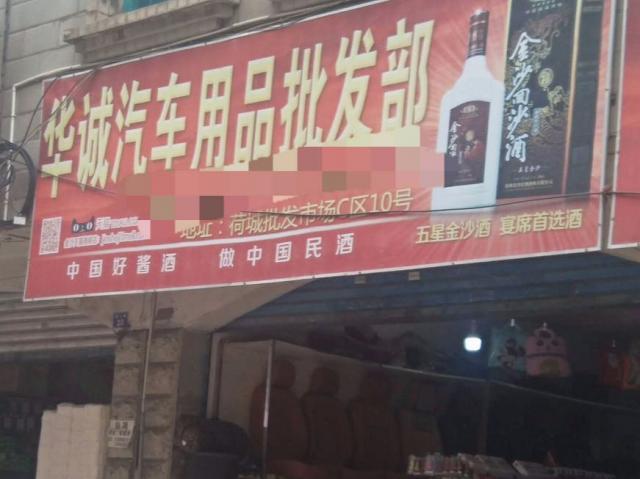 华诚汽车用品批发部
地址：荷城批发市场C区10号
中国好酱酒 做中国民酒
五星金沙酒 宴席首选酒
金沙回沙酒